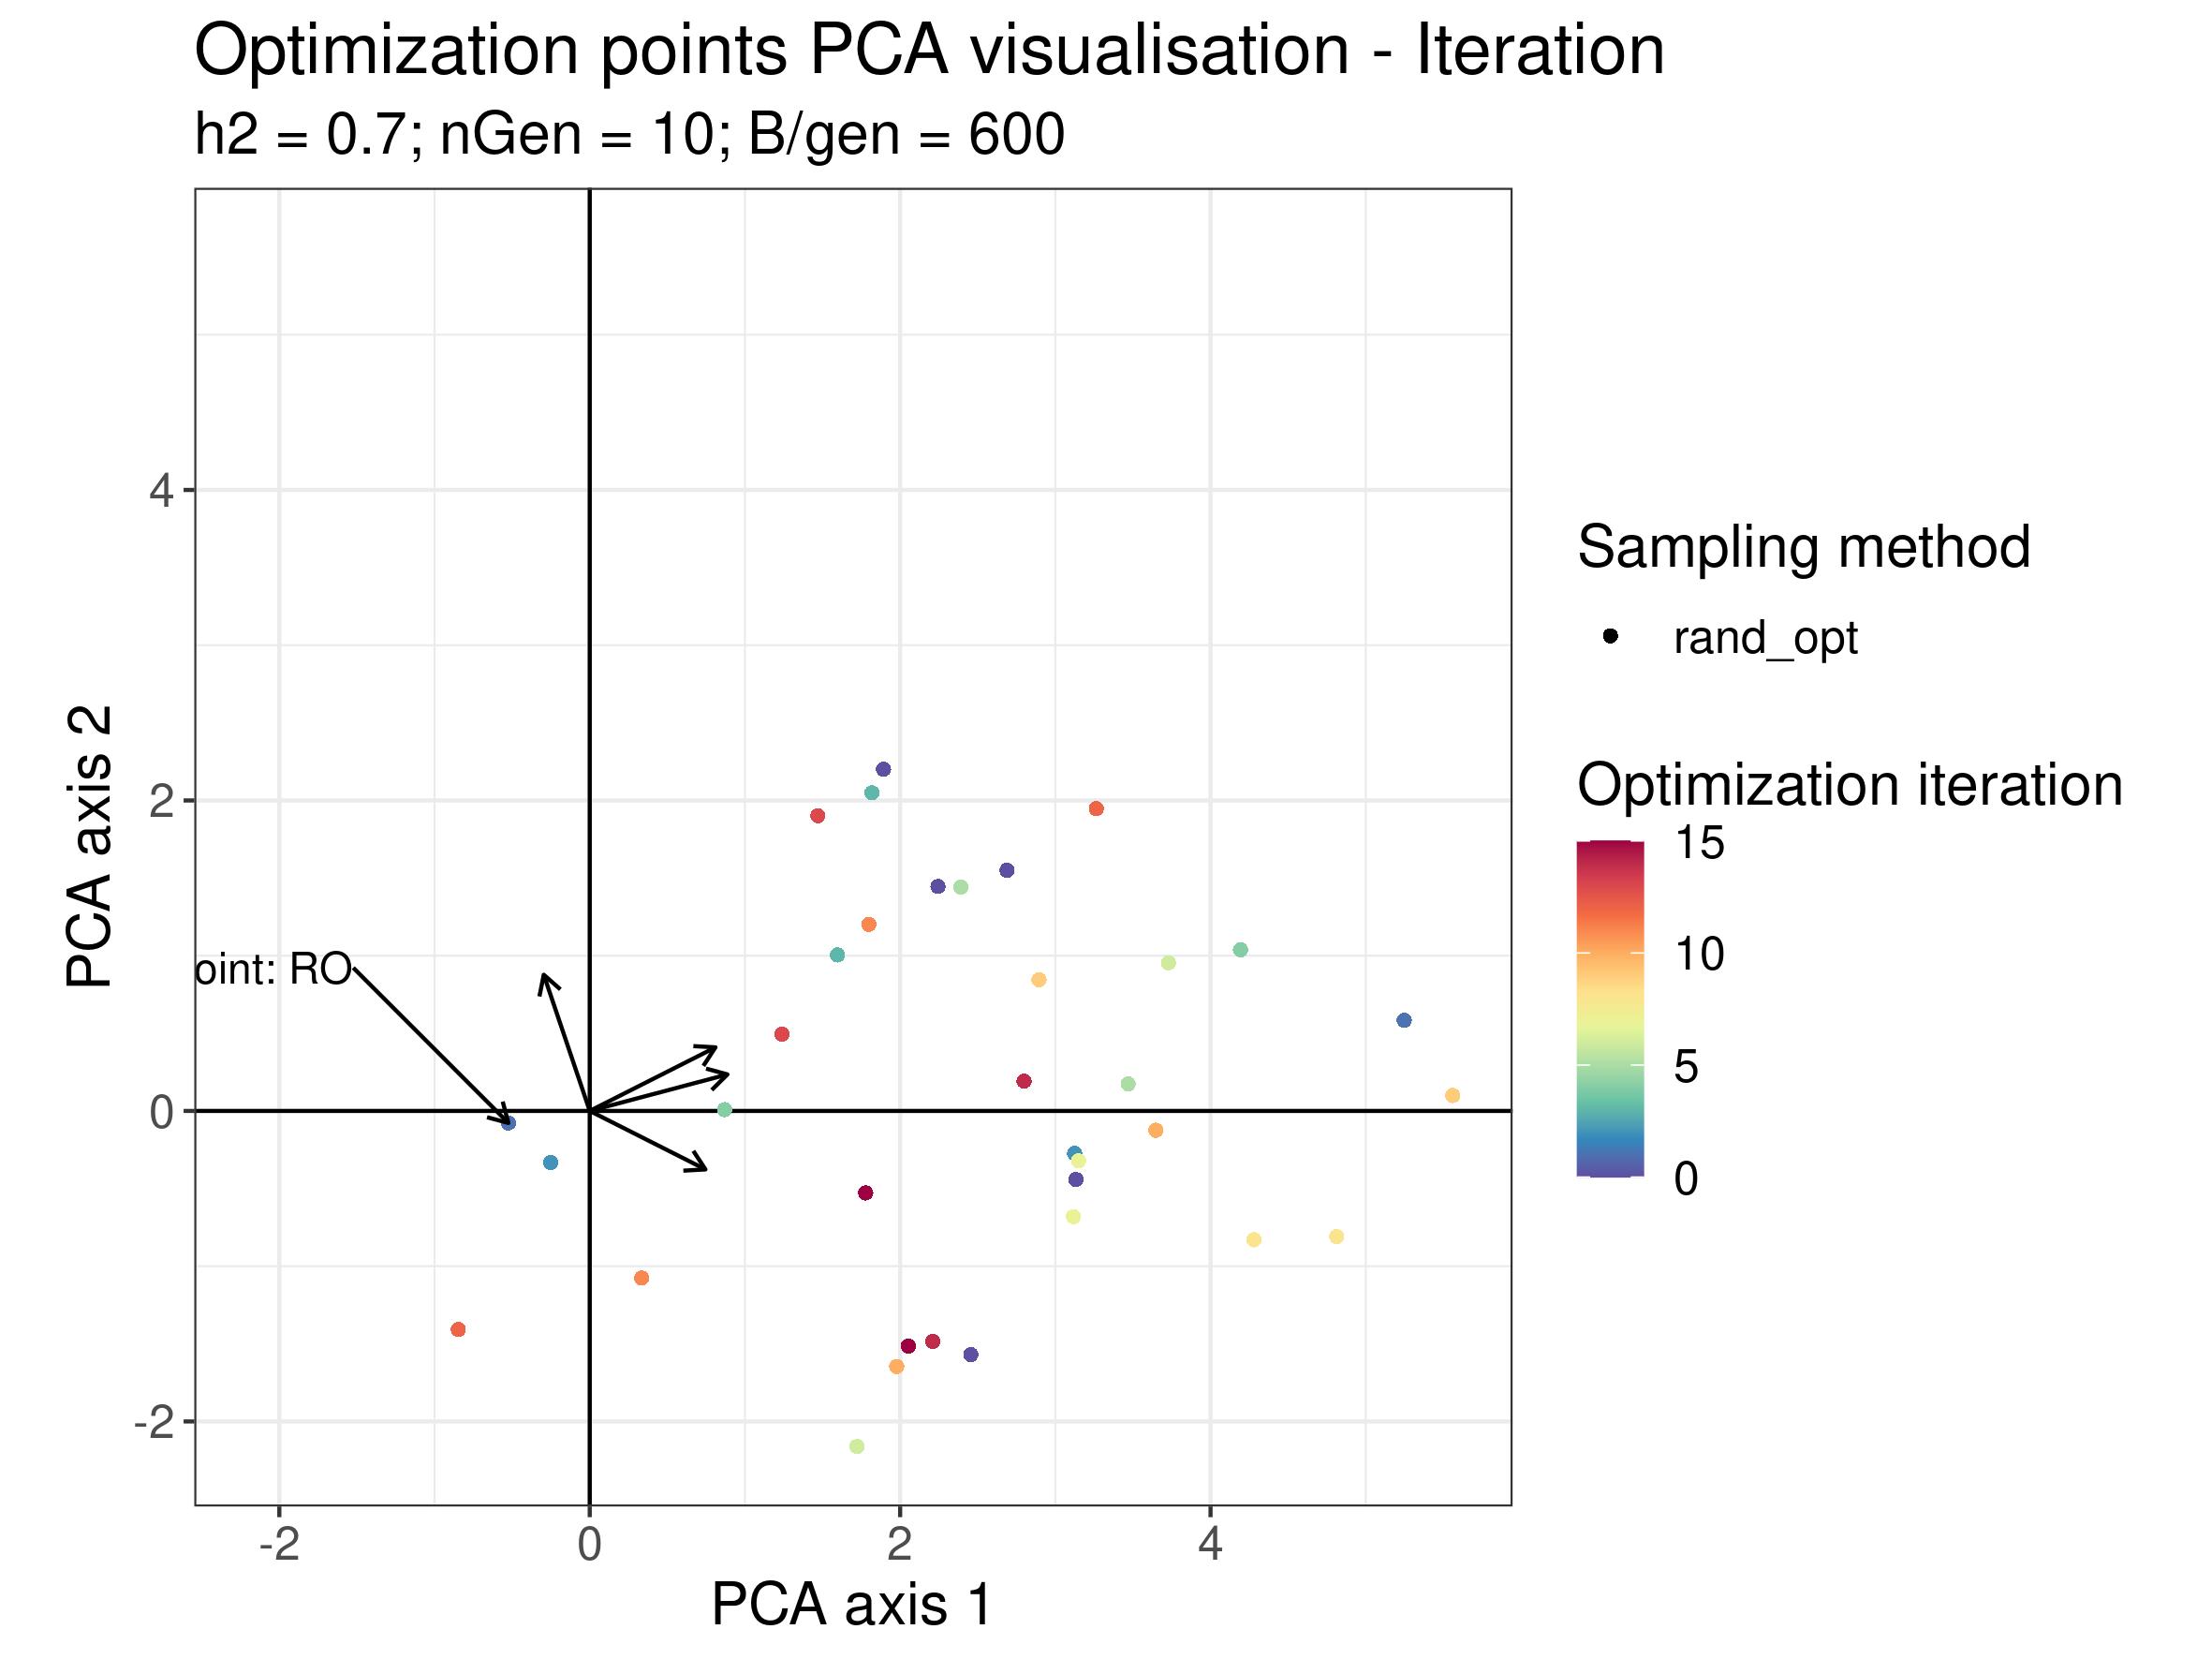 Optimization points PCA visualisation - Iteration
h2 = 0.7; nGen = 10; B/gen = 600
PCA axis 2
4
2
0
-2
oint: RO
-2
0
2
4
PCA axis 1
Sampling method
rand_opt
Optimization iteration
15
10
5
0